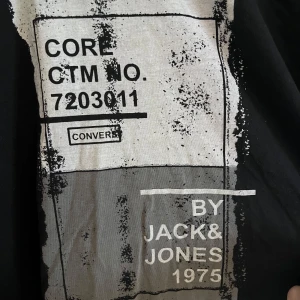 CORE
CTM NO.
7203011
CONVERS
BY
JACK&
JONES
1975